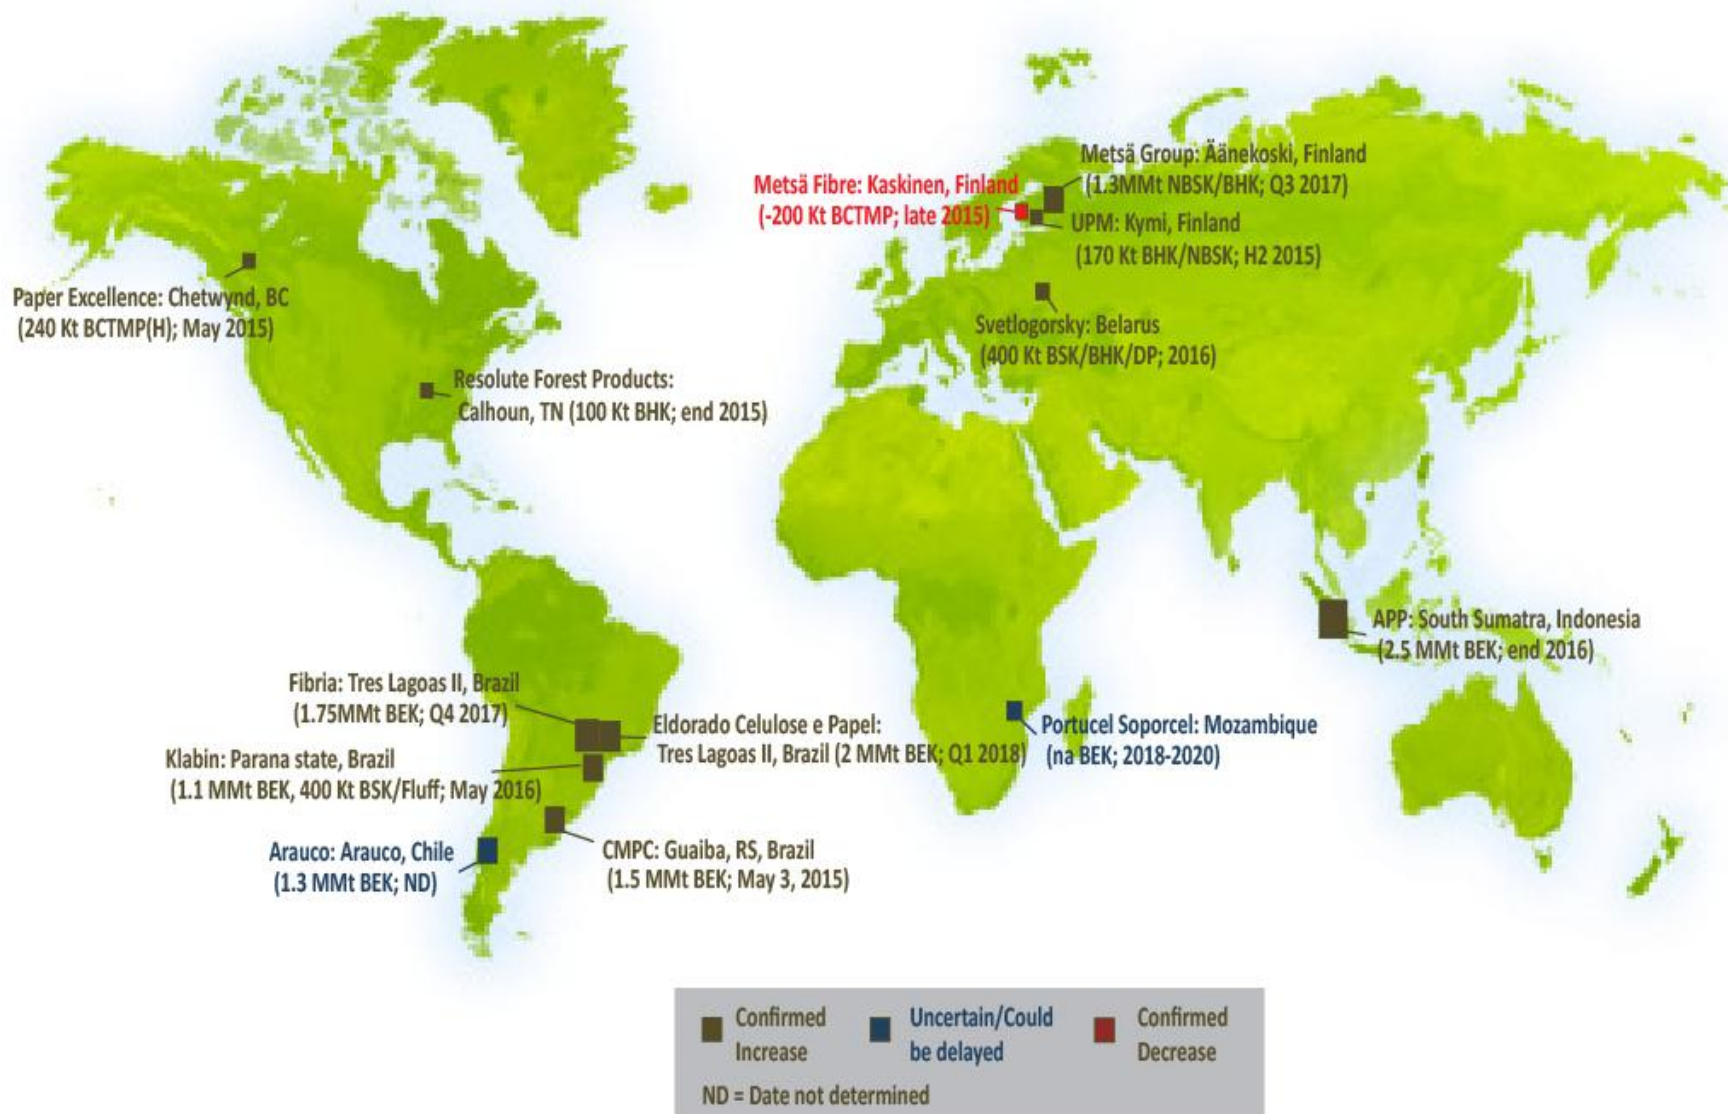 Metsä Group: Äänekoski, Finland
(1.3MMt NBSK/BHK; Q3 2017)
Metsä Fibre: Kaskinen, Finland
(-200 Kt BCTMP; late 2015)
UPM: Kymi, Finland
(170 Kt BHK/NBSK; H2 2015)
Paper Excellence: Chetwynd, BC
(240 Kt BCTMP(H); May 2015)
Svetlogorsky: Belarus
(400 Kt BSK/BHK/DP; 2016)
Resolute Forest Products:
Calhoun, TN (100 Kt BHK; end 2015)
APP: South Sumatra, Indonesia
(2.5 MMt BEK; end 2016)
Fibria: Tres Lagoas II, Brazil
(1.75MMt BEK; Q4 2017)
Eldorado Celulose e Papel:
Tres Lagoas II, Brazil (2 MMt BEK; Q1 2018)
Portucel Soporcel: Mozambique
(na BEK; 2018-2020)
Klabin: Parana state, Brazil
(1.1 MMt BEK, 400 Kt BSK/Fluff; May 2016)
Arauco: Arauco, Chile
(1.3 MMt BEK; ND)
CMPC: Guaiba, RS, Brazil
(1.5 MMt BEK; May 3, 2015)
Confirmed
Increase
Uncertain/Could
be delayed
Confirmed
Decrease
ND = Date not determined